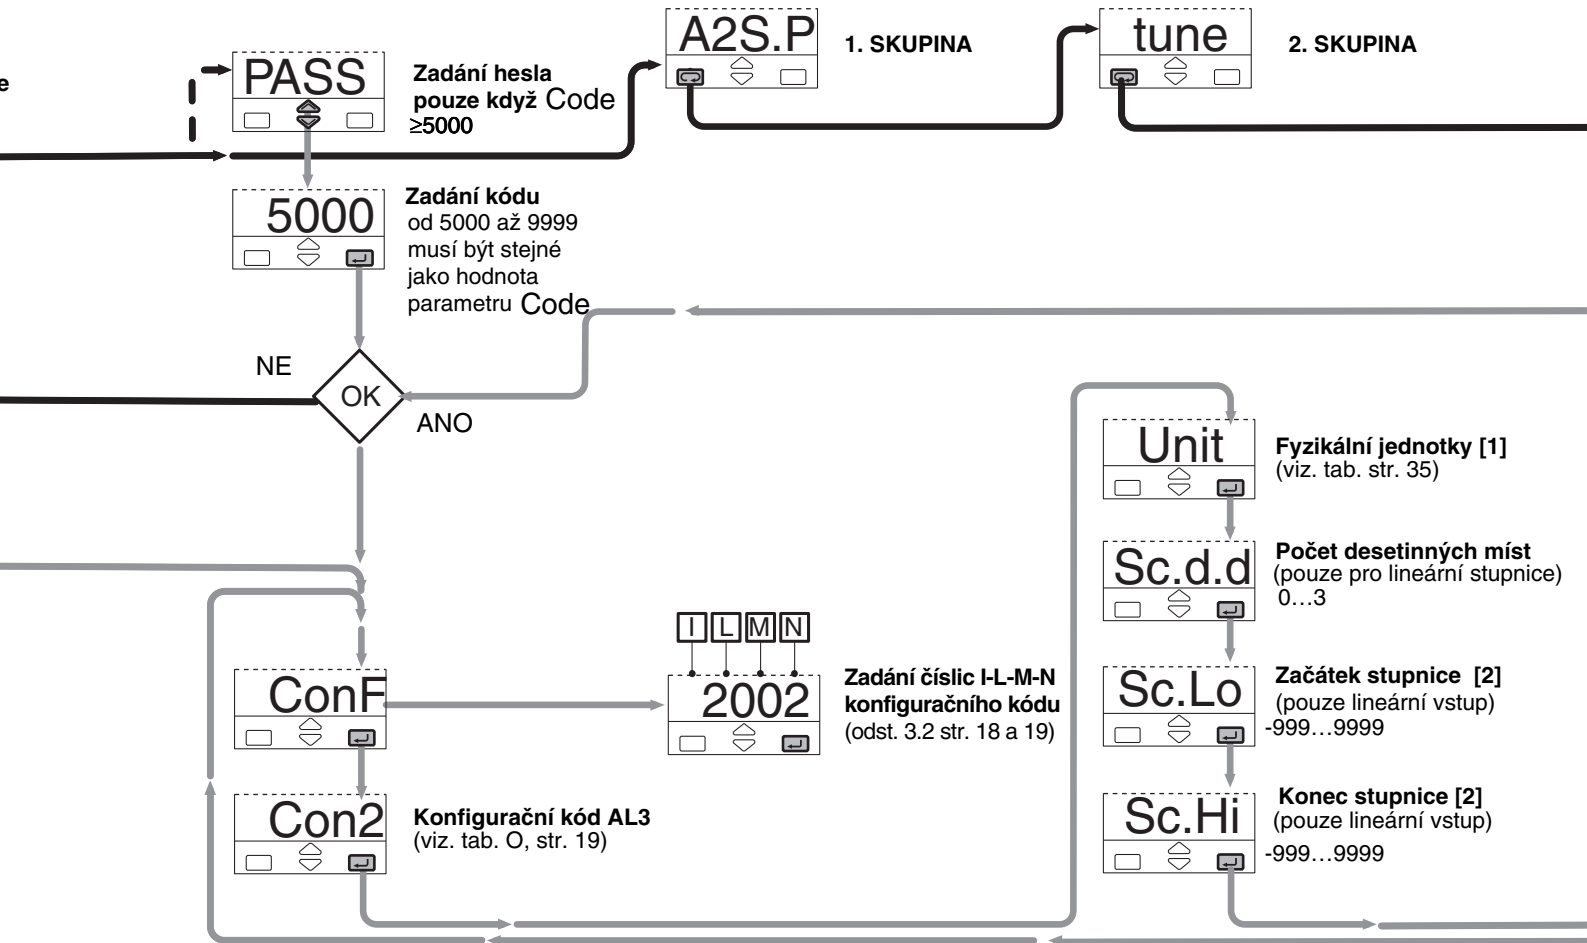 e
PASS
Zadání hesla
pouze když Code
≥5000
A2S.P
1. SKUPINA
tune
2. SKUPINA
5000
Zadání kódu
od 5000 až 9999
musí být stejné
jako hodnota
parametru Code
NE
OK
ANO
Unit
Fyzikální jednotky [1]
(viz. tab. str. 35)
Sc.d.d
Počet desetinných míst
(pouze pro lineární stupnice)
0...3
ConF
I L M N
2002
Zadání číslic I-L-M-N
konfiguračního kódu
(odst. 3.2 str. 18 a 19)
Sc.Lo
Začátek stupnice [2]
(pouze lineární vstup)
-999...9999
Con2
Konfigurační kód AL3
(viz. tab. O, str. 19)
Sc.Hi
Konec stupnice [2]
(pouze lineární vstup)
-999...9999